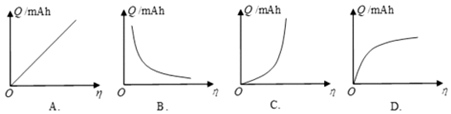 Q/mAh Q/mAh Q/mAh Q/mAh
O η O η O η O η
A. B. C. D.